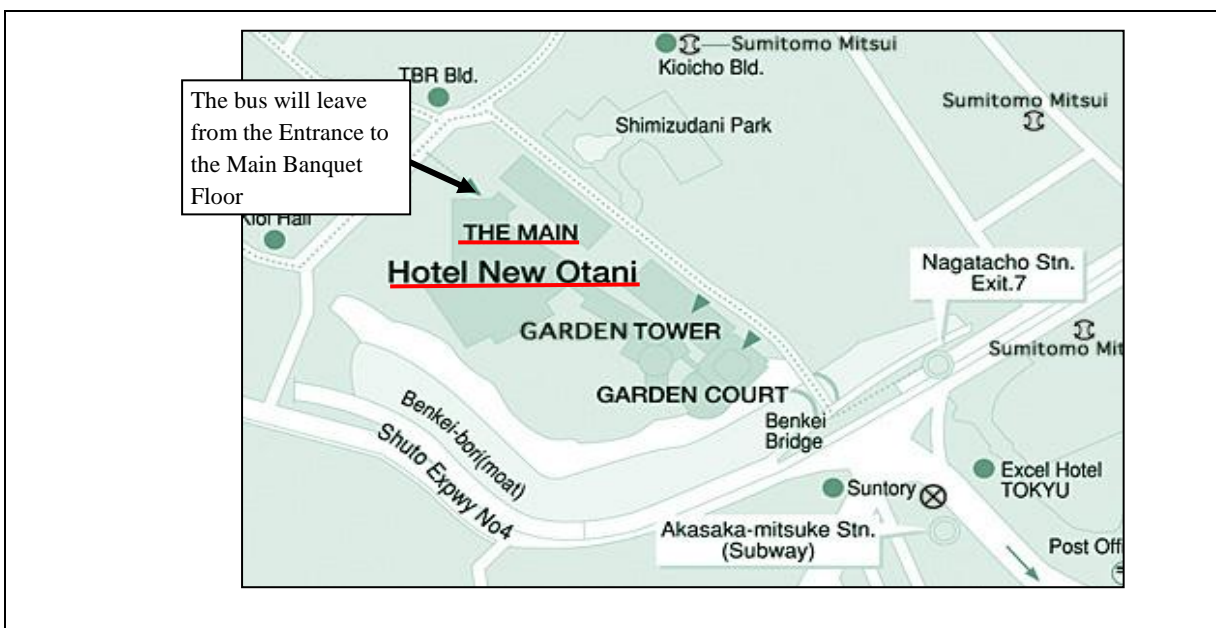 Sumitomo Mitsui
Kioicho Bld.
TBR Bld.
The bus will leave
from the Entrance to
the Main Banquet
Floor
Sumitomo Mitsui
Shimizudani Park
Kioi Hall
THE MAIN
Hotel New Otani
Nagatacho Stn.
Exit.7
GARDEN TOWER
Sumitomo Mit
GARDEN COURT
Benkei-bori(moat)
Benkei
Bridge
Shuto Expwy No4
Excel Hotel
TOKYU
Suntory
Akasaka-mitsuke Stn.
(Subway)
Post Offi